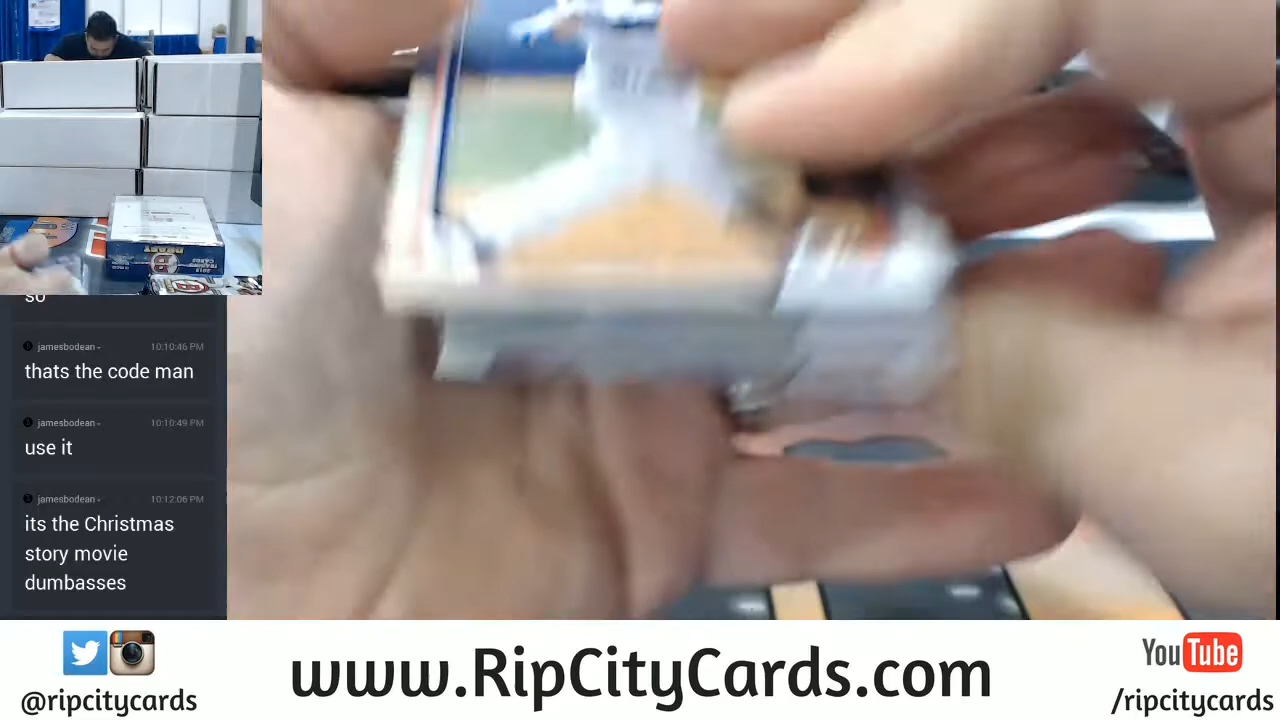 so
jamesbodean
10:10:46 PM
thats the code man
jamesbodean
10:10:49 PM
use it
jamesbodean
10:12:06 PM
its the Christmas
story movie
dumbasses
www.RipCityCards.com
@ripcitycards
YouTube
/ripcitycards